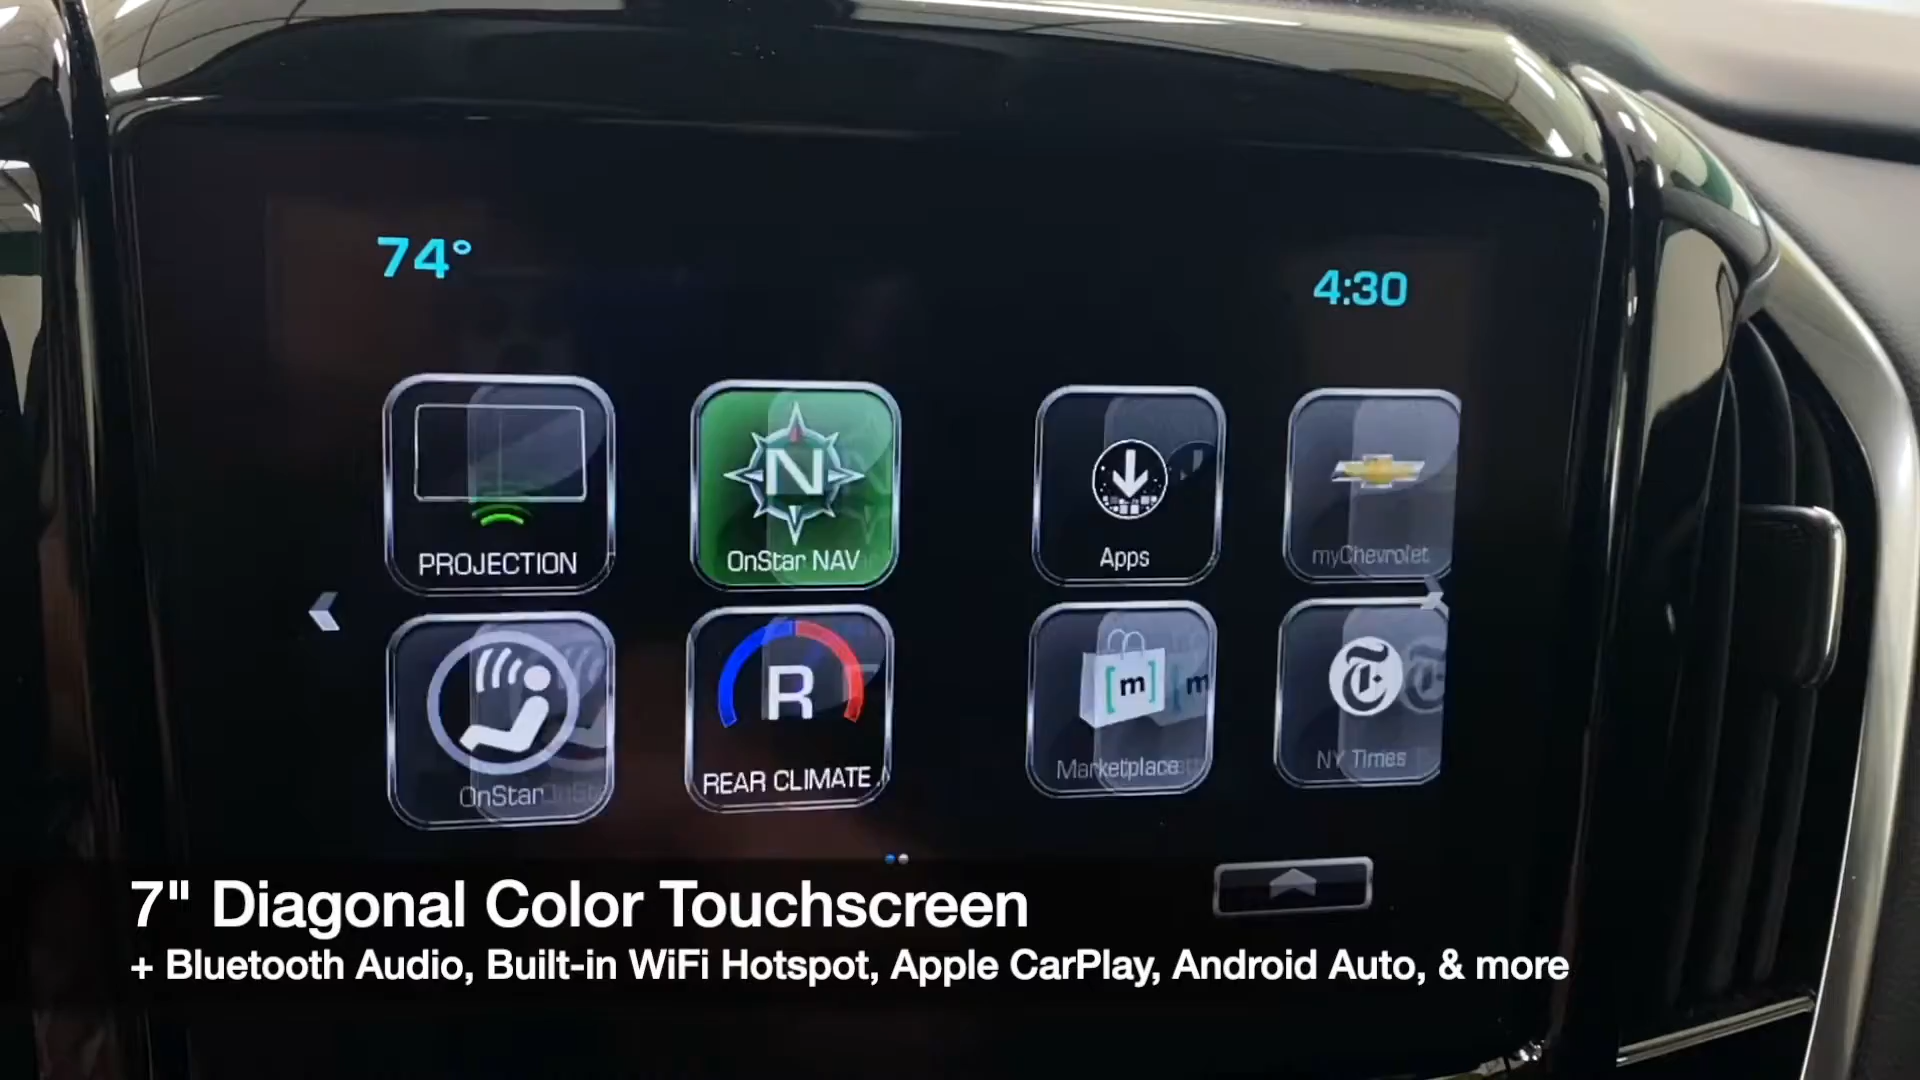 74°
4:30
PROJECTION
N
OnStar NAV
Apps
myChevrolet
OnStar
R
REAR CLIMATE
[m]
Marketplace
T
NY Times
7" Diagonal Color Touchscreen
+ Bluetooth Audio, Built-in WiFi Hotspot, Apple CarPlay, Android Auto, & more